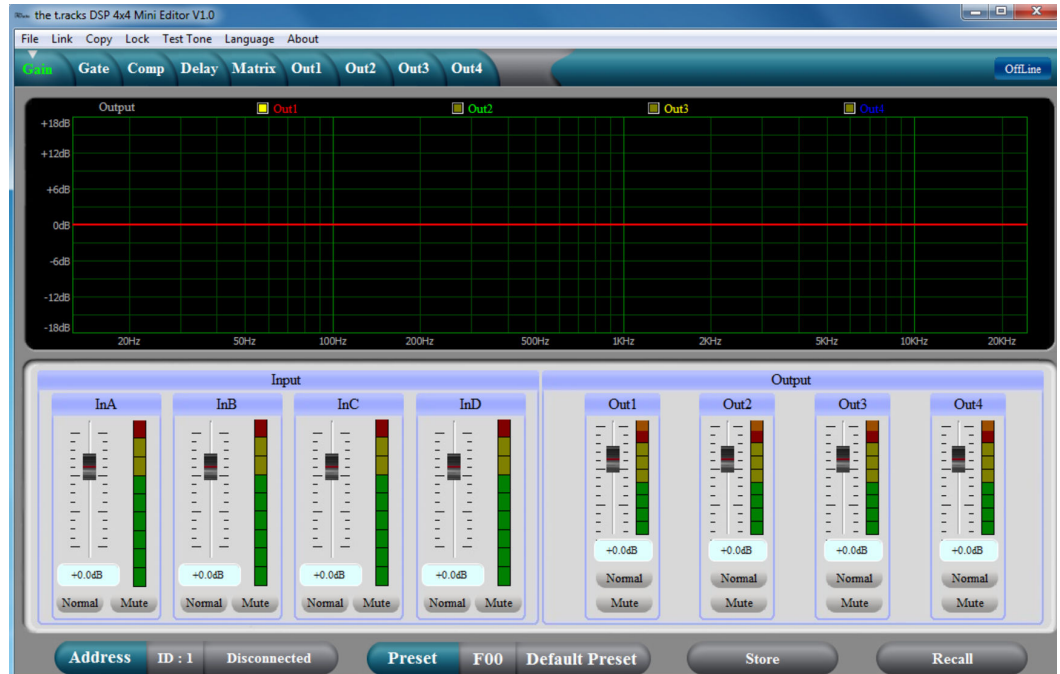 the t.racks DSP 4x4 Mini Editor V1.0
File Link Copy Lock Test Tone Language About
Gain Gate Comp Delay Matrix Out1 Out2 Out3 Out4 OffLine
Output Out1 Out2 Out3 Out4
+18dB
+12dB
+6dB
0dB
-6dB
-12dB
-18dB
20Hz 50Hz 100Hz 200Hz 500Hz 1KHz 2KHz 5KHz 10KHz 20KHz
Input Output
InA InB InC InD Out1 Out2 Out3 Out4
+0.0dB +0.0dB +0.0dB +0.0dB
+0.0dB +0.0dB +0.0dB +0.0dB
Normal Normal Normal Normal
Normal Mute Normal Mute Normal Mute Normal Mute Mute Mute Mute Mute
Address ID : 1 Disconnected Preset F00 Default Preset Store Recall